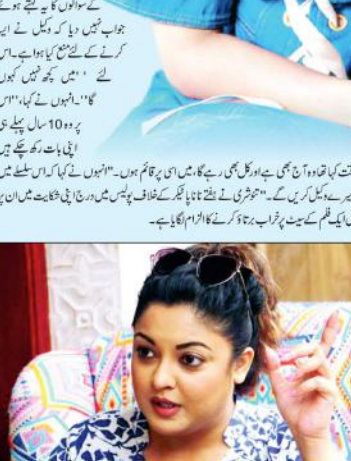 کے سوالوں کا یہ کہتے ہوئے
جواب نہیں دیا کہ وکیل نے ایسا
کرنے کے لئے منع کیا ہوا ہے۔ اس
لئے ''میں کچھ نہیں کہوں
گا''۔ انہوں نے کہا، ''اس
پر وہ 10 سال پہلے ہی
اپنی بات رکھ چکے ہیں
وقت کہا تھا وہ آج بھی ہے اور کل بھی رہے گا، میں اسی پر قائم ہوں۔'' انہوں نے کہا کہ اس سلسلے میں
میرے وکیل کریں گے۔'' تنوشری نے ہفتے نانا پاٹیکر کے خلاف پولیس میں درج اپنی شکایت میں ان پر
ایک فلم کے سیٹ پر خراب برتاؤ کرنے کا الزام لگایا ہے۔